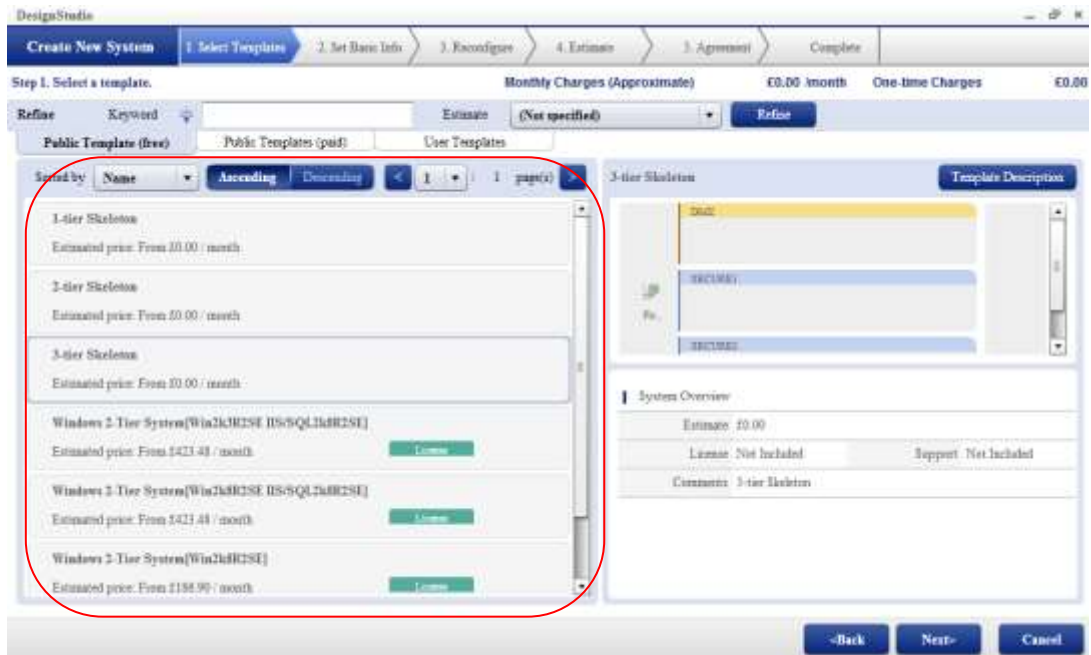 DesignStudio
Create New System 1. Select Templates 2. Set Basic Info 3. Reconfigure 4. Estimate 5. Agreement Complete
Step 1. Select a template. Monthly Charges (Approximate) £0.00 /month One-time Charges £0.00
Refine Keyword Estimate (Not specified) Refine
Public Template (free) Public Templates (paid) User Templates
Sorted by Name Ascending Descending < 1 / 1 page(s) > 3-tier Skeleton Template Description
1-tier Skeleton
Estimated price: From £0.00 / month
2-tier Skeleton
Estimated price: From £0.00 / month
3-tier Skeleton
Estimated price: From £0.00 / month
Windows 2-Tier System[Win2k8R2SE IIS/SQL2k8R2SE]
Estimated price: From £423.48 / month License
Windows 2-Tier System[Win2k8R2SE IIS/SQL2k8R2SE]
Estimated price: From £423.48 / month License
Windows 2-Tier System[Win2k8R2SE]
Estimated price: From £186.90 / month License
DMZ
SECURE1
SECURE2
System Overview
Estimate £0.00
License Not Included Support Not Included
Comments 3-tier Skeleton
<Back Next> Cancel